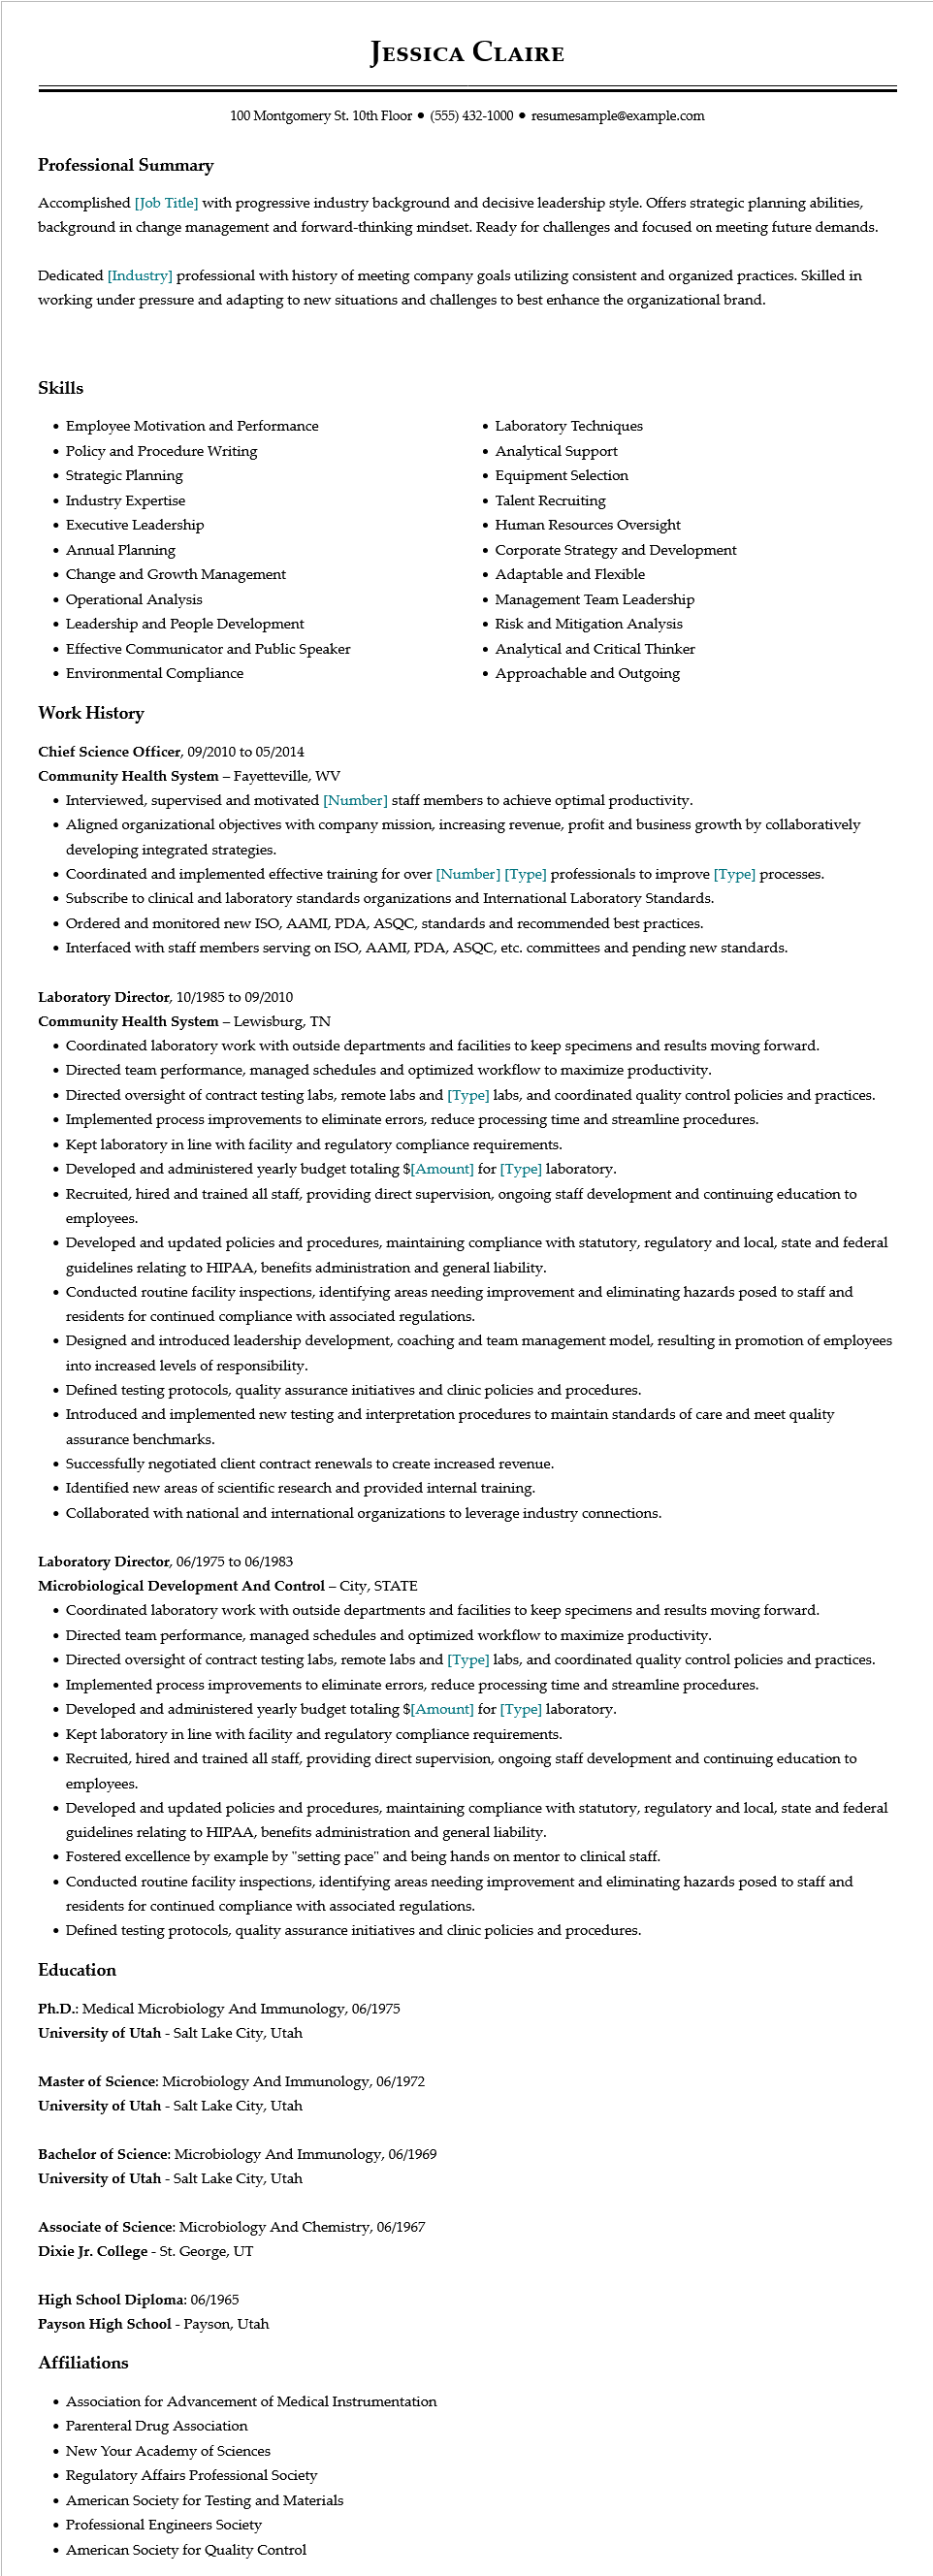 Jessica Claire
100 Montgomery St. 10th Floor ● (555) 432-1000 ● resumesample@example.com
Professional Summary
Accomplished [Job Title] with progressive industry background and decisive leadership style. Offers strategic planning abilities,
background in change management and forward-thinking mindset. Ready for challenges and focused on meeting future demands.
Dedicated [Industry] professional with history of meeting company goals utilizing consistent and organized practices. Skilled in
working under pressure and adapting to new situations and challenges to best enhance the organizational brand.
Skills
• Employee Motivation and Performance
• Policy and Procedure Writing
• Strategic Planning
• Industry Expertise
• Executive Leadership
• Annual Planning
• Change and Growth Management
• Operational Analysis
• Leadership and People Development
• Effective Communicator and Public Speaker
• Environmental Compliance
• Laboratory Techniques
• Analytical Support
• Equipment Selection
• Talent Recruiting
• Human Resources Oversight
• Corporate Strategy and Development
• Adaptable and Flexible
• Management Team Leadership
• Risk and Mitigation Analysis
• Analytical and Critical Thinker
• Approachable and Outgoing
Work History
Chief Science Officer, 09/2010 to 05/2014
Community Health System – Fayetteville, WV
• Interviewed, supervised and motivated [Number] staff members to achieve optimal productivity.
• Aligned organizational objectives with company mission, increasing revenue, profit and business growth by collaboratively
developing integrated strategies.
• Coordinated and implemented effective training for over [Number] [Type] professionals to improve [Type] processes.
• Subscribe to clinical and laboratory standards organizations and International Laboratory Standards.
• Ordered and monitored new ISO, AAMI, PDA, ASQC, standards and recommended best practices.
• Interfaced with staff members serving on ISO, AAMI, PDA, ASQC, etc. committees and pending new standards.
Laboratory Director, 10/1985 to 09/2010
Community Health System – Lewisburg, TN
• Coordinated laboratory work with outside departments and facilities to keep specimens and results moving forward.
• Directed team performance, managed schedules and optimized workflow to maximize productivity.
• Directed oversight of contract testing labs, remote labs and [Type] labs, and coordinated quality control policies and practices.
• Implemented process improvements to eliminate errors, reduce processing time and streamline procedures.
• Kept laboratory in line with facility and regulatory compliance requirements.
• Developed and administered yearly budget totaling $[Amount] for [Type] laboratory.
• Recruited, hired and trained all staff, providing direct supervision, ongoing staff development and continuing education to
employees.
• Developed and updated policies and procedures, maintaining compliance with statutory, regulatory and local, state and federal
guidelines relating to HIPAA, benefits administration and general liability.
• Conducted routine facility inspections, identifying areas needing improvement and eliminating hazards posed to staff and
residents for continued compliance with associated regulations.
• Designed and introduced leadership development, coaching and team management model, resulting in promotion of employees
into increased levels of responsibility.
• Defined testing protocols, quality assurance initiatives and clinic policies and procedures.
• Introduced and implemented new testing and interpretation procedures to maintain standards of care and meet quality
assurance benchmarks.
• Successfully negotiated client contract renewals to create increased revenue.
• Identified new areas of scientific research and provided internal training.
• Collaborated with national and international organizations to leverage industry connections.
Laboratory Director, 06/1975 to 06/1983
Microbiological Development And Control – City, STATE
• Coordinated laboratory work with outside departments and facilities to keep specimens and results moving forward.
• Directed team performance, managed schedules and optimized workflow to maximize productivity.
• Directed oversight of contract testing labs, remote labs and [Type] labs, and coordinated quality control policies and practices.
• Implemented process improvements to eliminate errors, reduce processing time and streamline procedures.
• Developed and administered yearly budget totaling $[Amount] for [Type] laboratory.
• Kept laboratory in line with facility and regulatory compliance requirements.
• Recruited, hired and trained all staff, providing direct supervision, ongoing staff development and continuing education to
employees.
• Developed and updated policies and procedures, maintaining compliance with statutory, regulatory and local, state and federal
guidelines relating to HIPAA, benefits administration and general liability.
• Fostered excellence by example by "setting pace" and being hands on mentor to clinical staff.
• Conducted routine facility inspections, identifying areas needing improvement and eliminating hazards posed to staff and
residents for continued compliance with associated regulations.
• Defined testing protocols, quality assurance initiatives and clinic policies and procedures.
Education
Ph.D.: Medical Microbiology And Immunology, 06/1975
University of Utah - Salt Lake City, Utah
Master of Science: Microbiology And Immunology, 06/1972
University of Utah - Salt Lake City, Utah
Bachelor of Science: Microbiology And Immunology, 06/1969
University of Utah - Salt Lake City, Utah
Associate of Science: Microbiology And Chemistry, 06/1967
Dixie Jr. College - St. George, UT
High School Diploma: 06/1965
Payson High School - Payson, Utah
Affiliations
• Association for Advancement of Medical Instrumentation
• Parenteral Drug Association
• New Your Academy of Sciences
• Regulatory Affairs Professional Society
• American Society for Testing and Materials
• Professional Engineers Society
• American Society for Quality Control